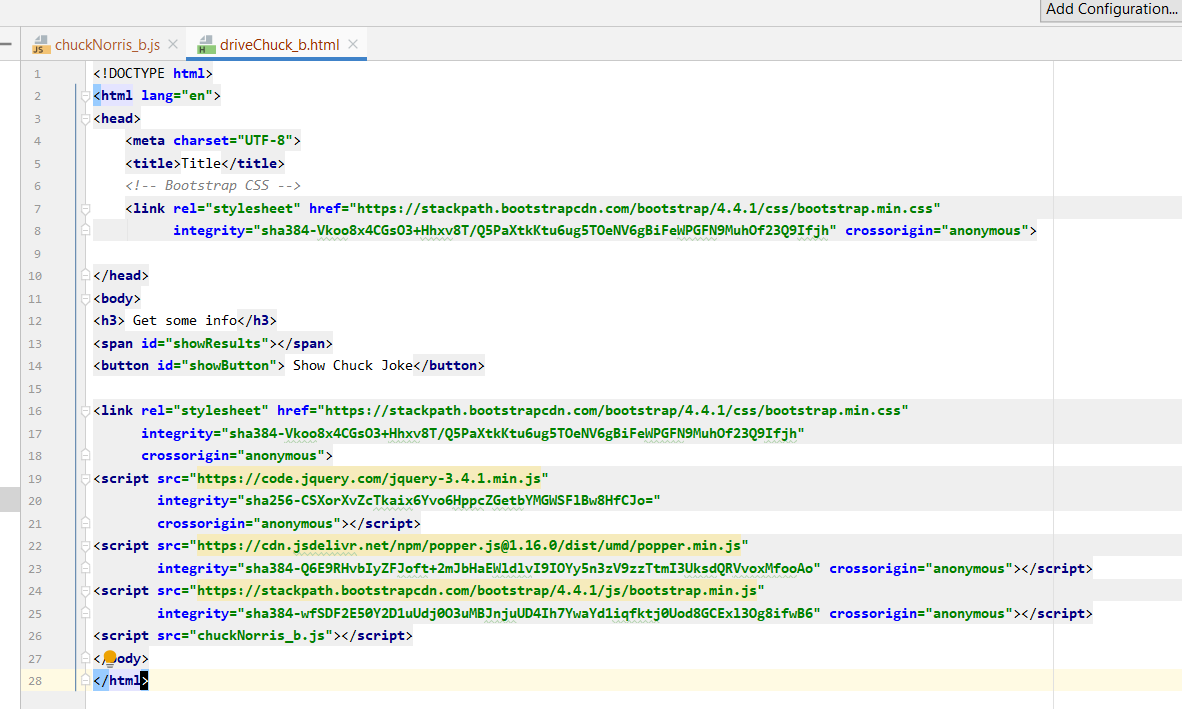 Add Configuration...
JS chuckNorris_b.js H driveChuck_b.html
1 <!DOCTYPE html>
2 <html lang="en">
3 <head>
4 <meta charset="UTF-8">
5 <title>Title</title>
6 <!-- Bootstrap CSS -->
7 <link rel="stylesheet" href="https://stackpath.bootstrapcdn.com/bootstrap/4.4.1/css/bootstrap.min.css"
8 integrity="sha384-Vkoo8x4CGsO3+Hhxv8T/Q5PaXtkKtu6ug5TOeNV6gBiFeWPGFN9MuhOf23Q9Ifjh" crossorigin="anonymous">
9
10 </head>
11 <body>
12 <h3> Get some info</h3>
13 <span id="showResults"></span>
14 <button id="showButton"> Show Chuck Joke</button>
15
16 <link rel="stylesheet" href="https://stackpath.bootstrapcdn.com/bootstrap/4.4.1/css/bootstrap.min.css"
17 integrity="sha384-Vkoo8x4CGsO3+Hhxv8T/Q5PaXtkKtu6ug5TOeNV6gBiFeWPGFN9MuhOf23Q9Ifjh"
18 crossorigin="anonymous">
19 <script src="https://code.jquery.com/jquery-3.4.1.min.js"
20 integrity="sha256-CSXorXvZcTkaix6Yvo6HppcZGetbYMGWSFlBw8HfCJo="
21 crossorigin="anonymous"></script>
22 <script src="https://cdn.jsdelivr.net/npm/popper.js@1.16.0/dist/umd/popper.min.js"
23 integrity="sha384-Q6E9RHvbIyZFJoft+2mJbHaEWldlvI9IOYy5n3zV9zzTtmI3UksdQRVvoxMfooAo" crossorigin="anonymous"></script>
24 <script src="https://stackpath.bootstrapcdn.com/bootstrap/4.4.1/js/bootstrap.min.js"
25 integrity="sha384-wfSDF2E50Y2D1uUdj0O3uMBJnjuUD4Ih7YwaYd1iqfktj0Uod8GCExl3Og8ifwB6" crossorigin="anonymous"></script>
26 <script src="chuckNorris_b.js"></script>
27 </body>
28 </html>